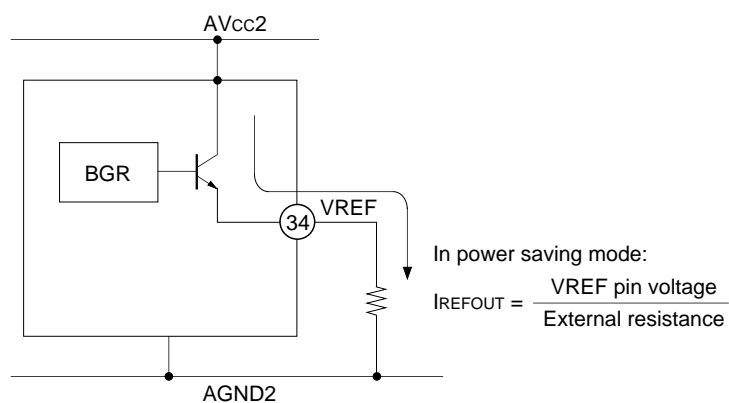 AVCC2
BGR
34
VREF
In power saving mode:
IREFOUT = VREF pin voltage
External resistance
AGND2